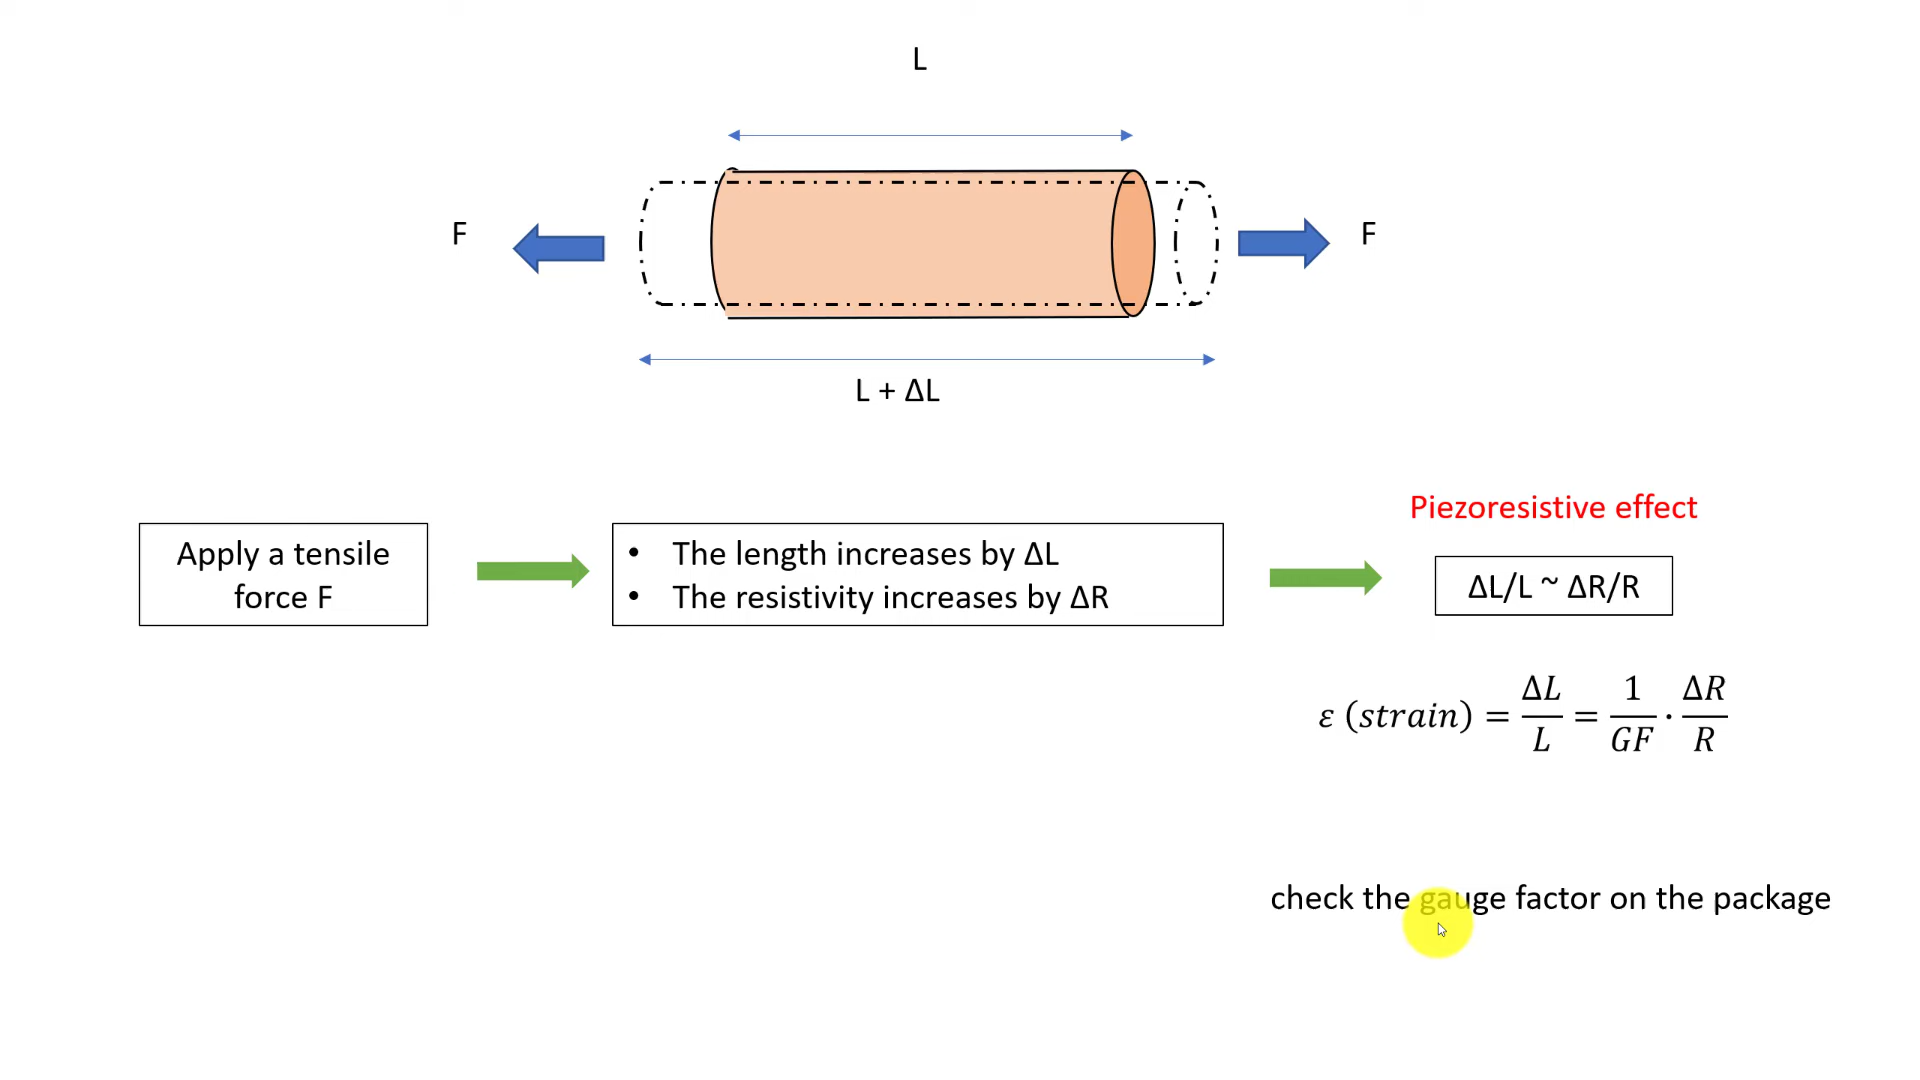 L
F
F
L + ΔL
Piezoresistive effect
Apply a tensile
force F
• The length increases by ΔL
• The resistivity increases by ΔR
ΔL/L ~ ΔR/R
ε (strain) = ΔL/L = 1/GF · ΔR/R
check the gauge factor on the package